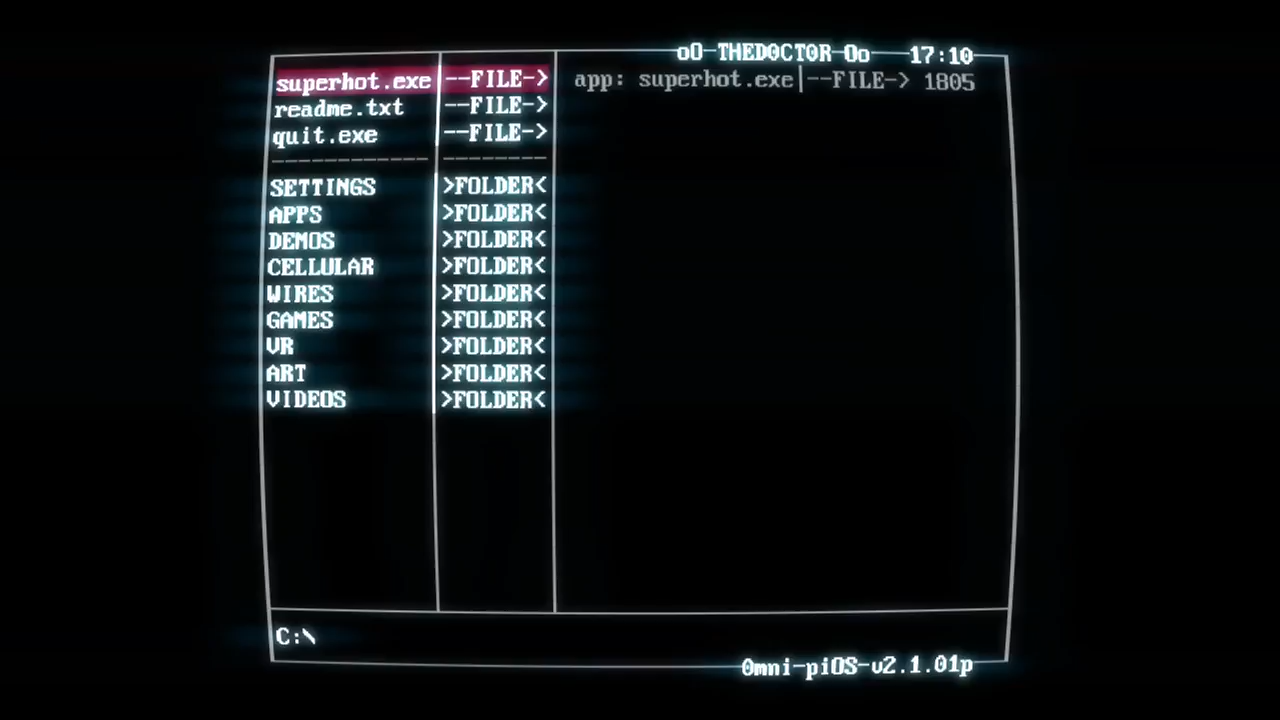 oO THEDOCTOR Oo 17:10
superhot.exe --FILE-> app: superhot.exe|--FILE-> 1805
readme.txt --FILE->
quit.exe --FILE->
------------ --------
SETTINGS >FOLDER<
APPS >FOLDER<
DEMOS >FOLDER<
CELLULAR >FOLDER<
WIRES >FOLDER<
GAMES >FOLDER<
VR >FOLDER<
ART >FOLDER<
VIDEOS >FOLDER<
C:\
Omni-piOS-v2.1.01p